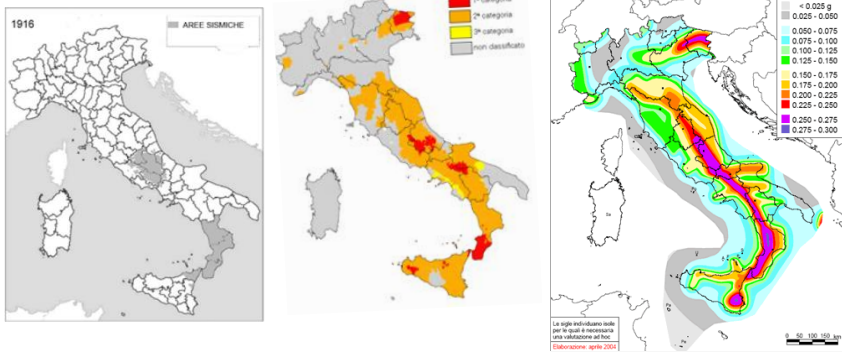 1916
AREE SISMICHE
1ª categoria
2ª categoria
3ª categoria
non classificato
< 0.025 g
0.025 - 0.050
0.050 - 0.075
0.075 - 0.100
0.100 - 0.125
0.125 - 0.150
0.150 - 0.175
0.175 - 0.200
0.200 - 0.225
0.225 - 0.250
0.250 - 0.275
0.275 - 0.300
Le sigle individuano isole
per le quali è necessaria
una valutazione ad hoc
Elaborazione: aprile 2004
0 50 100 150 km